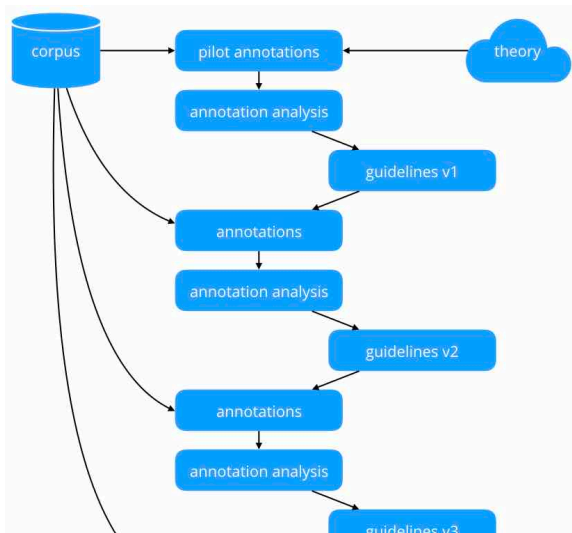 corpus
pilot annotations
theory
annotation analysis
guidelines v1
annotations
annotation analysis
guidelines v2
annotations
annotation analysis
guidelines v3